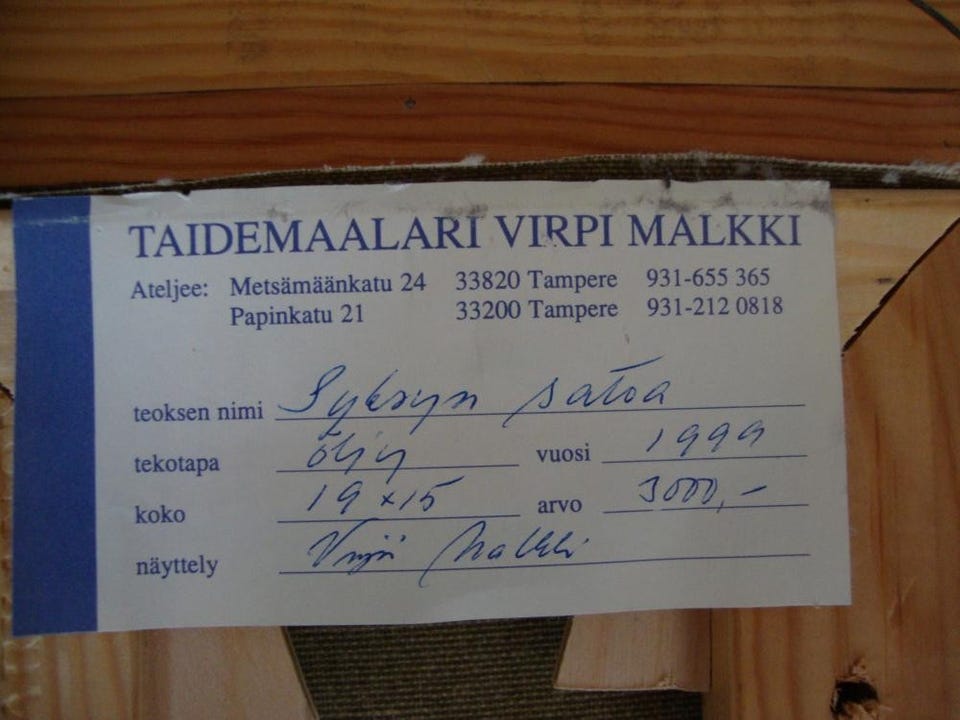 TAIDEMAALARI VIRPI MALKKI
Ateljee: Metsämäänkatu 24 33820 Tampere 931-655 365
Papinkatu 21 33200 Tampere 931-212 0818
teoksen nimi Syksyn satoa
tekotapa öljy vuosi 1999
koko 19 x 15 arvo 3000,-
näyttely Virpi Malkki